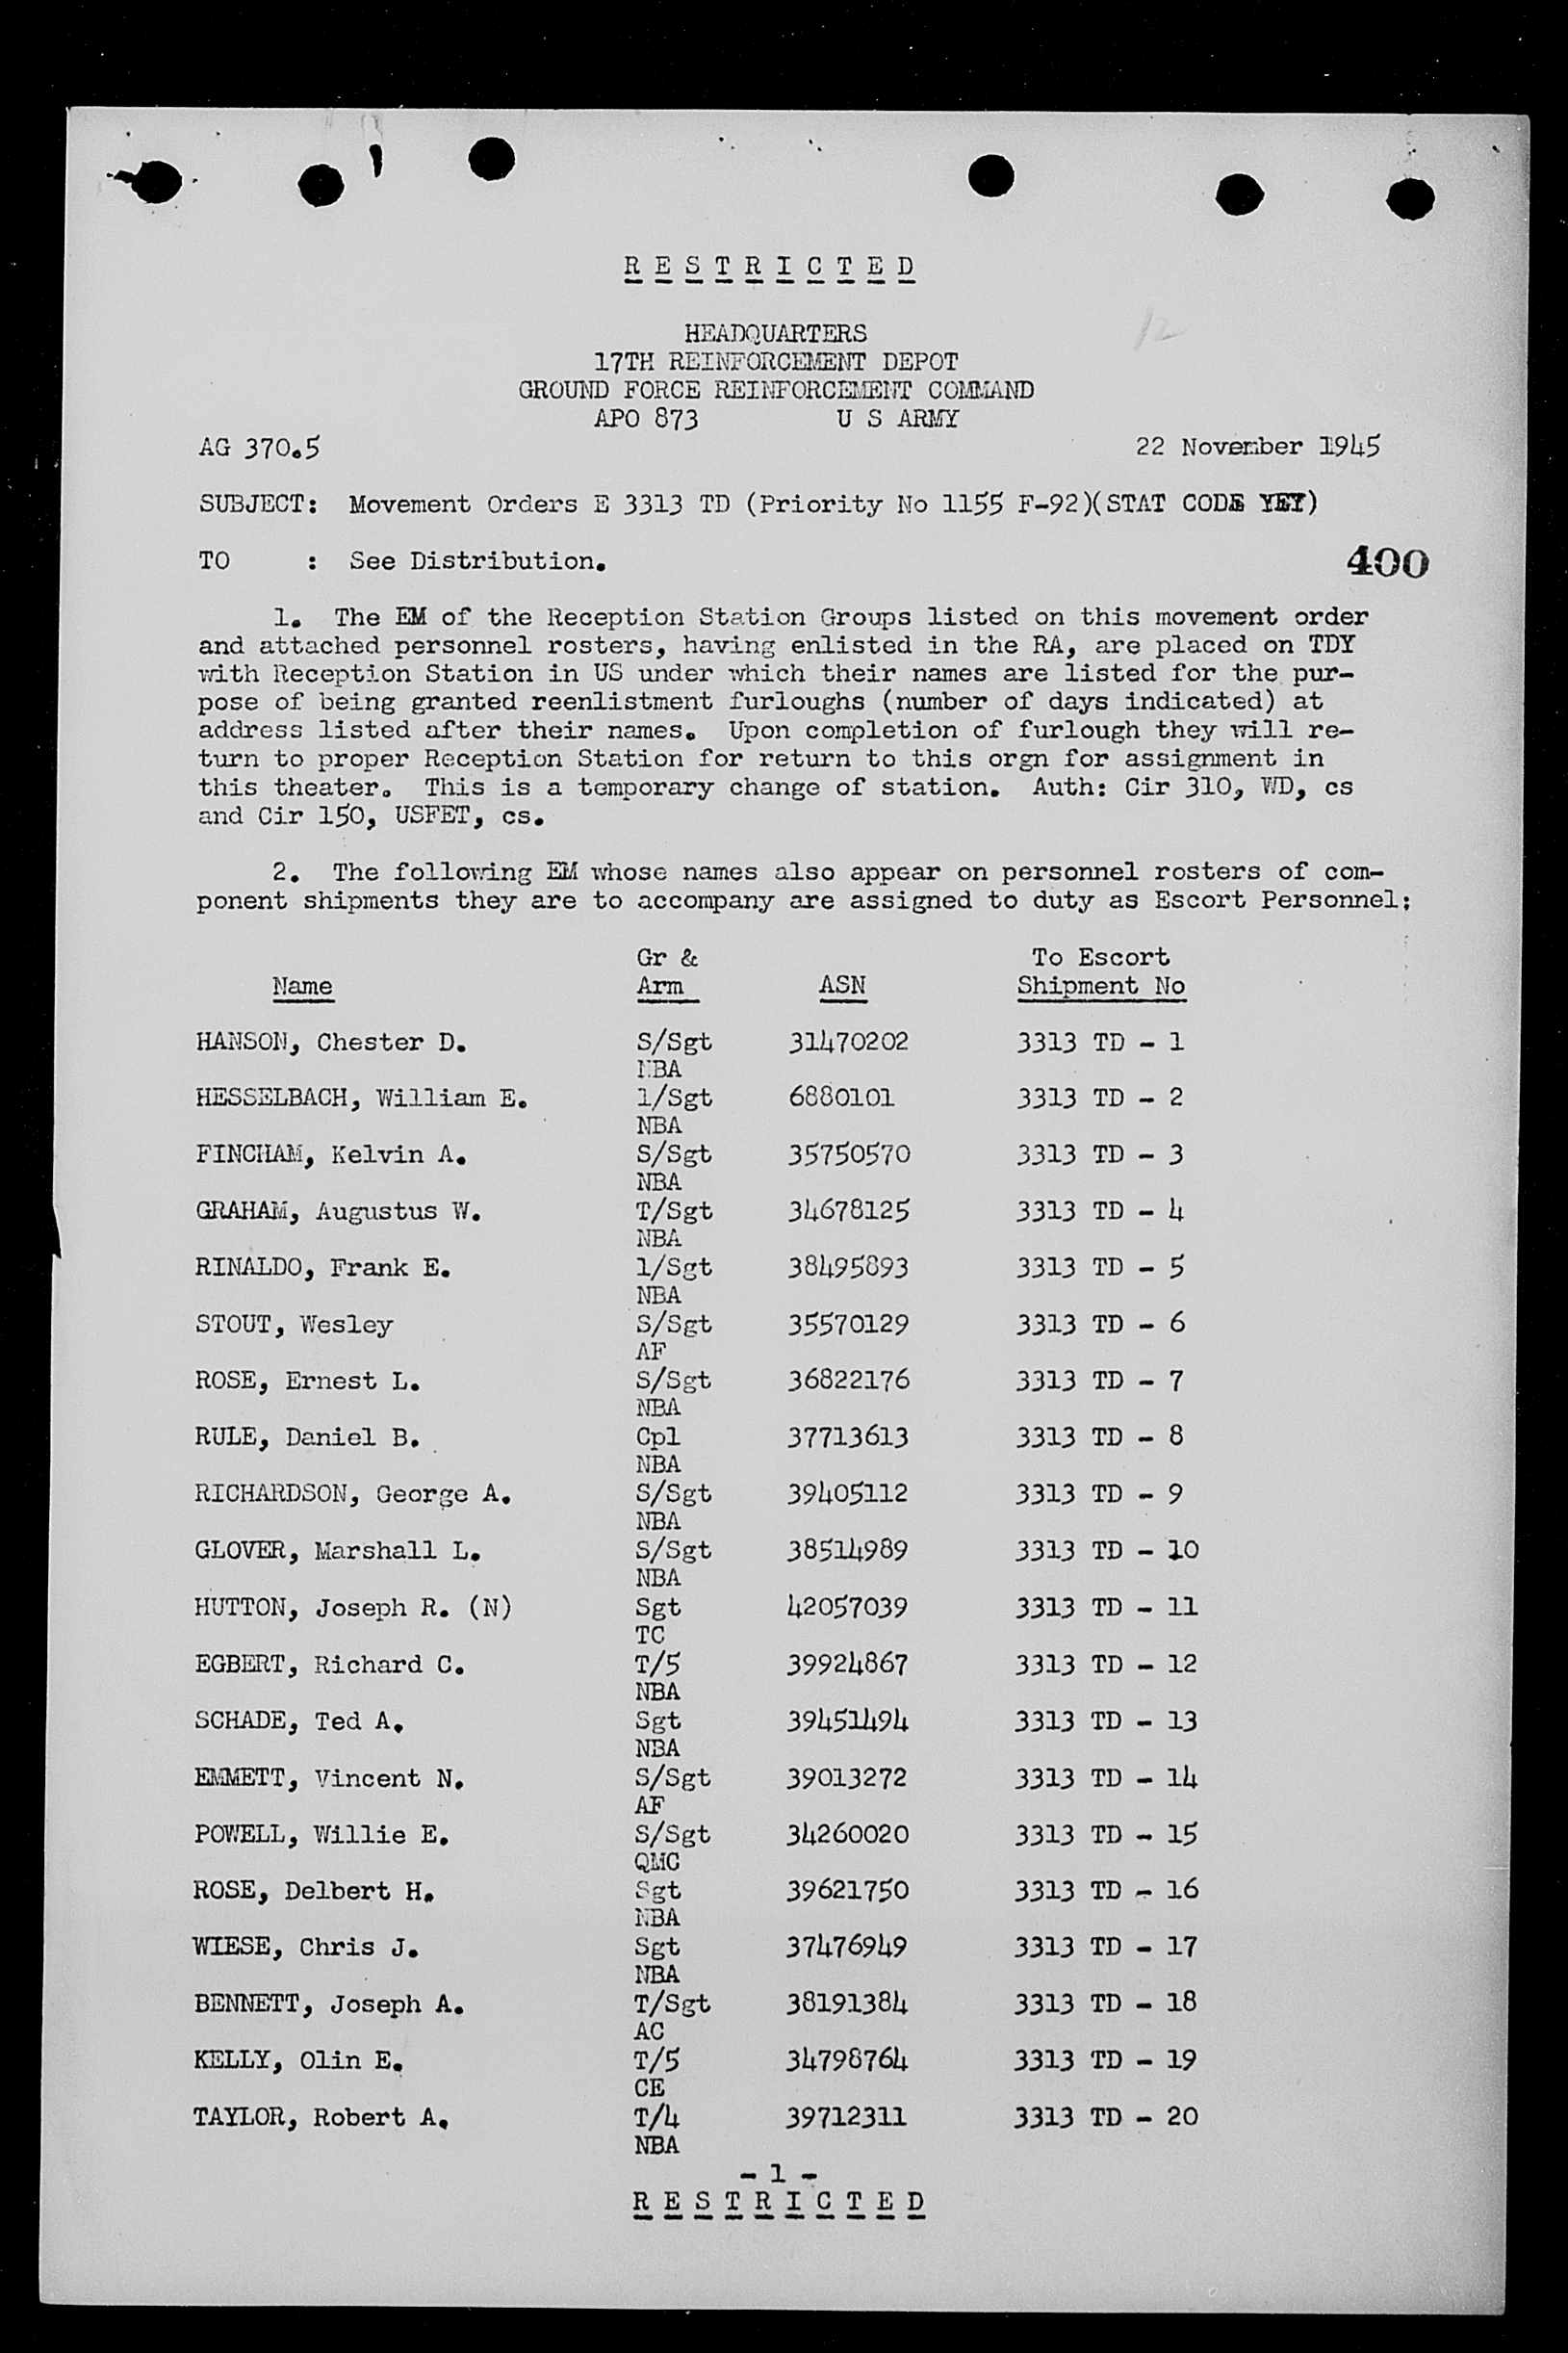 R E S T R I C T E D
HEADQUARTERS
17TH REINFORCEMENT DEPOT
GROUND FORCE REINFORCEMENT COMMAND
APO 873 U S ARMY
AG 370.5 22 November 1945
SUBJECT: Movement Orders E 3313 TD (Priority No 1155 F-92)(STAT CODE YEY)
TO : See Distribution.
400
1. The EM of the Reception Station Groups listed on this movement order
and attached personnel rosters, having enlisted in the RA, are placed on TDY
with Reception Station in US under which their names are listed for the pur-
pose of being granted reenlistment furloughs (number of days indicated) at
address listed after their names. Upon completion of furlough they will re-
turn to proper Reception Station for return to this orgn for assignment in
this theater. This is a temporary change of station. Auth: Cir 310, WD, cs
and Cir 150, USFET, cs.
2. The following EM whose names also appear on personnel rosters of com-
ponent shipments they are to accompany are assigned to duty as Escort Personnel;
Gr & To Escort
Name Arm ASN Shipment No
HANSON, Chester D. S/Sgt 31470202 3313 TD - 1
NBA
HESSELBACH, William E. 1/Sgt 6880101 3313 TD - 2
NBA
FINCHAM, Kelvin A. S/Sgt 35750570 3313 TD - 3
NBA
GRAHAM, Augustus W. T/Sgt 34678125 3313 TD - 4
NBA
RINALDO, Frank E. 1/Sgt 38495893 3313 TD - 5
NBA
STOUT, Wesley S/Sgt 35570129 3313 TD - 6
AF
ROSE, Ernest L. S/Sgt 36822176 3313 TD - 7
NBA
RULE, Daniel B. Cpl 37713613 3313 TD - 8
NBA
RICHARDSON, George A. S/Sgt 39405112 3313 TD - 9
NBA
GLOVER, Marshall L. S/Sgt 38514989 3313 TD - 10
NBA
HUTTON, Joseph R. (N) Sgt 42057039 3313 TD - 11
TC
EGBERT, Richard C. T/5 39924867 3313 TD - 12
NBA
SCHADE, Ted A. Sgt 39451494 3313 TD - 13
NBA
EMMETT, Vincent N. S/Sgt 39013272 3313 TD - 14
AF
POWELL, Willie E. S/Sgt 34260020 3313 TD - 15
QMC
ROSE, Delbert H. Sgt 39621750 3313 TD - 16
NBA
WIESE, Chris J. Sgt 37476949 3313 TD - 17
NBA
BENNETT, Joseph A. T/Sgt 38191384 3313 TD - 18
AC
KELLY, Olin E. T/5 34798764 3313 TD - 19
CE
TAYLOR, Robert A. T/4 39712311 3313 TD - 20
NBA
- 1 -
R E S T R I C T E D